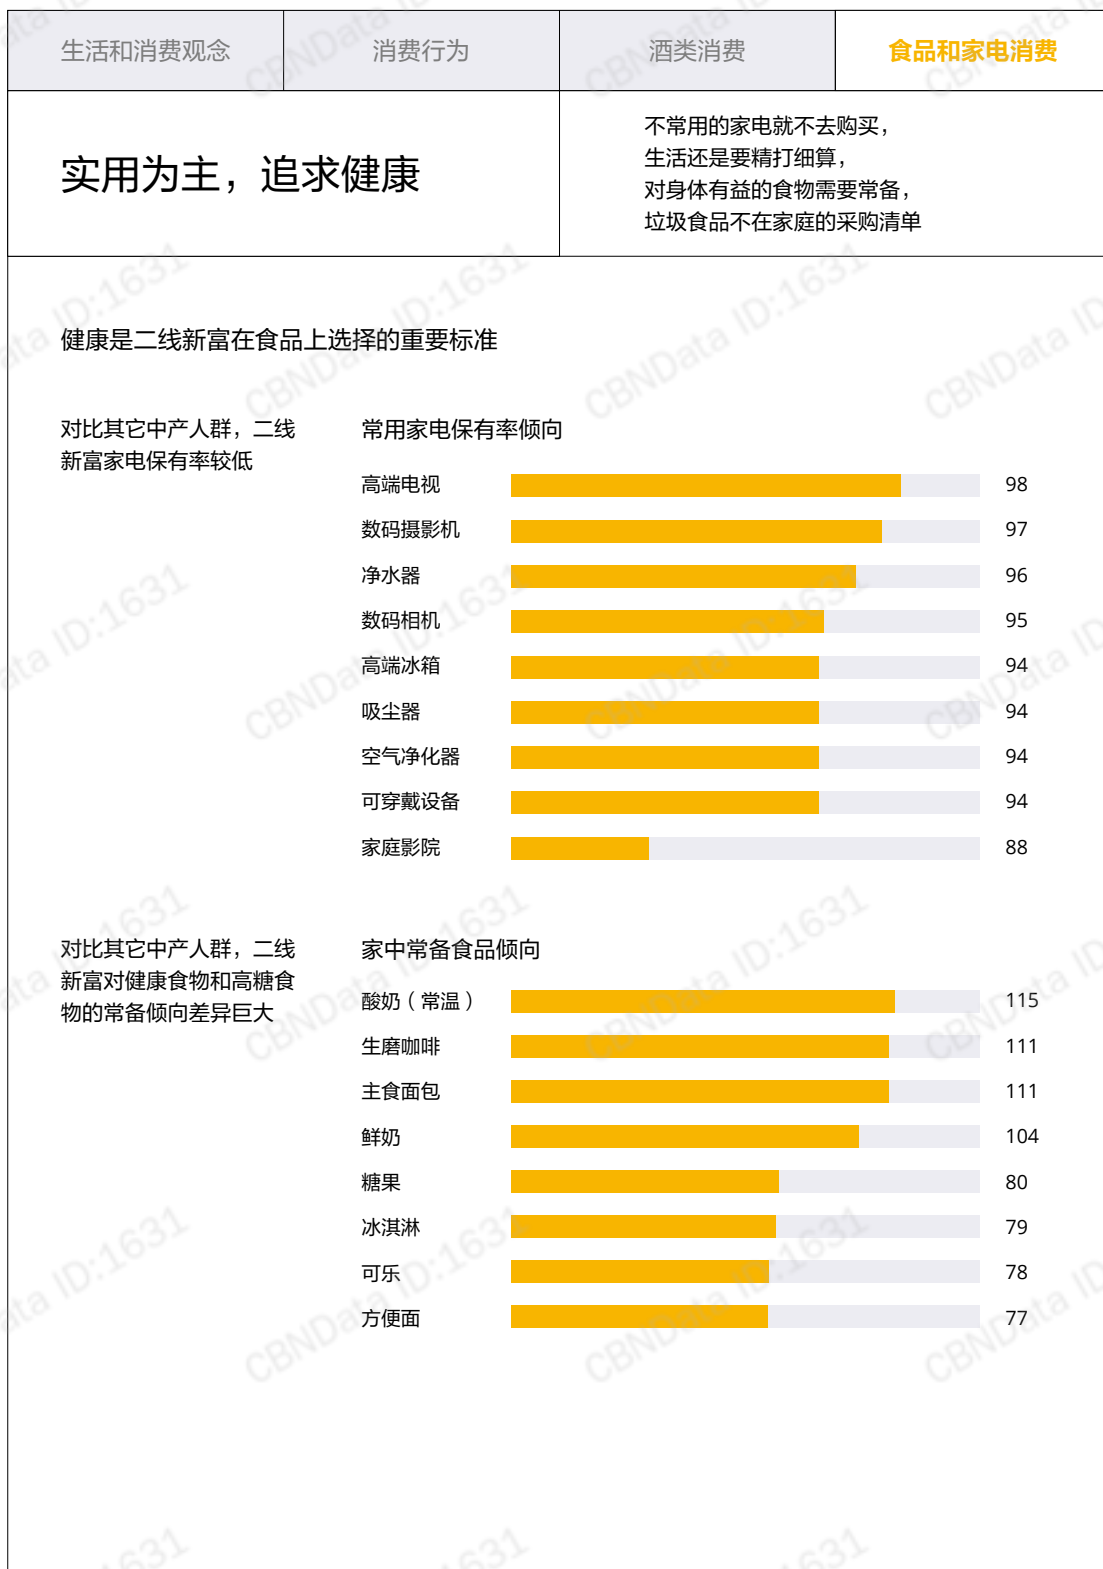 生活和消费观念
消费行为
酒类消费
食品和家电消费
实用为主，追求健康
不常用的家电就不去购买，
生活还是要精打细算，
对身体有益的食物需要常备，
垃圾食品不在家庭的采购清单
健康是二线新富在食品上选择的重要标准
对比其它中产人群，二线
新富家电保有率较低
常用家电保有率倾向
高端电视 98
数码摄影机 97
净水器 96
数码相机 95
高端冰箱 94
吸尘器 94
空气净化器 94
可穿戴设备 94
家庭影院 88
对比其它中产人群，二线
新富对健康食物和高糖食
物的常备倾向差异巨大
家中常备食品倾向
酸奶（常温） 115
生磨咖啡 111
主食面包 111
鲜奶 104
糖果 80
冰淇淋 79
可乐 78
方便面 77
CBNData ID:1631